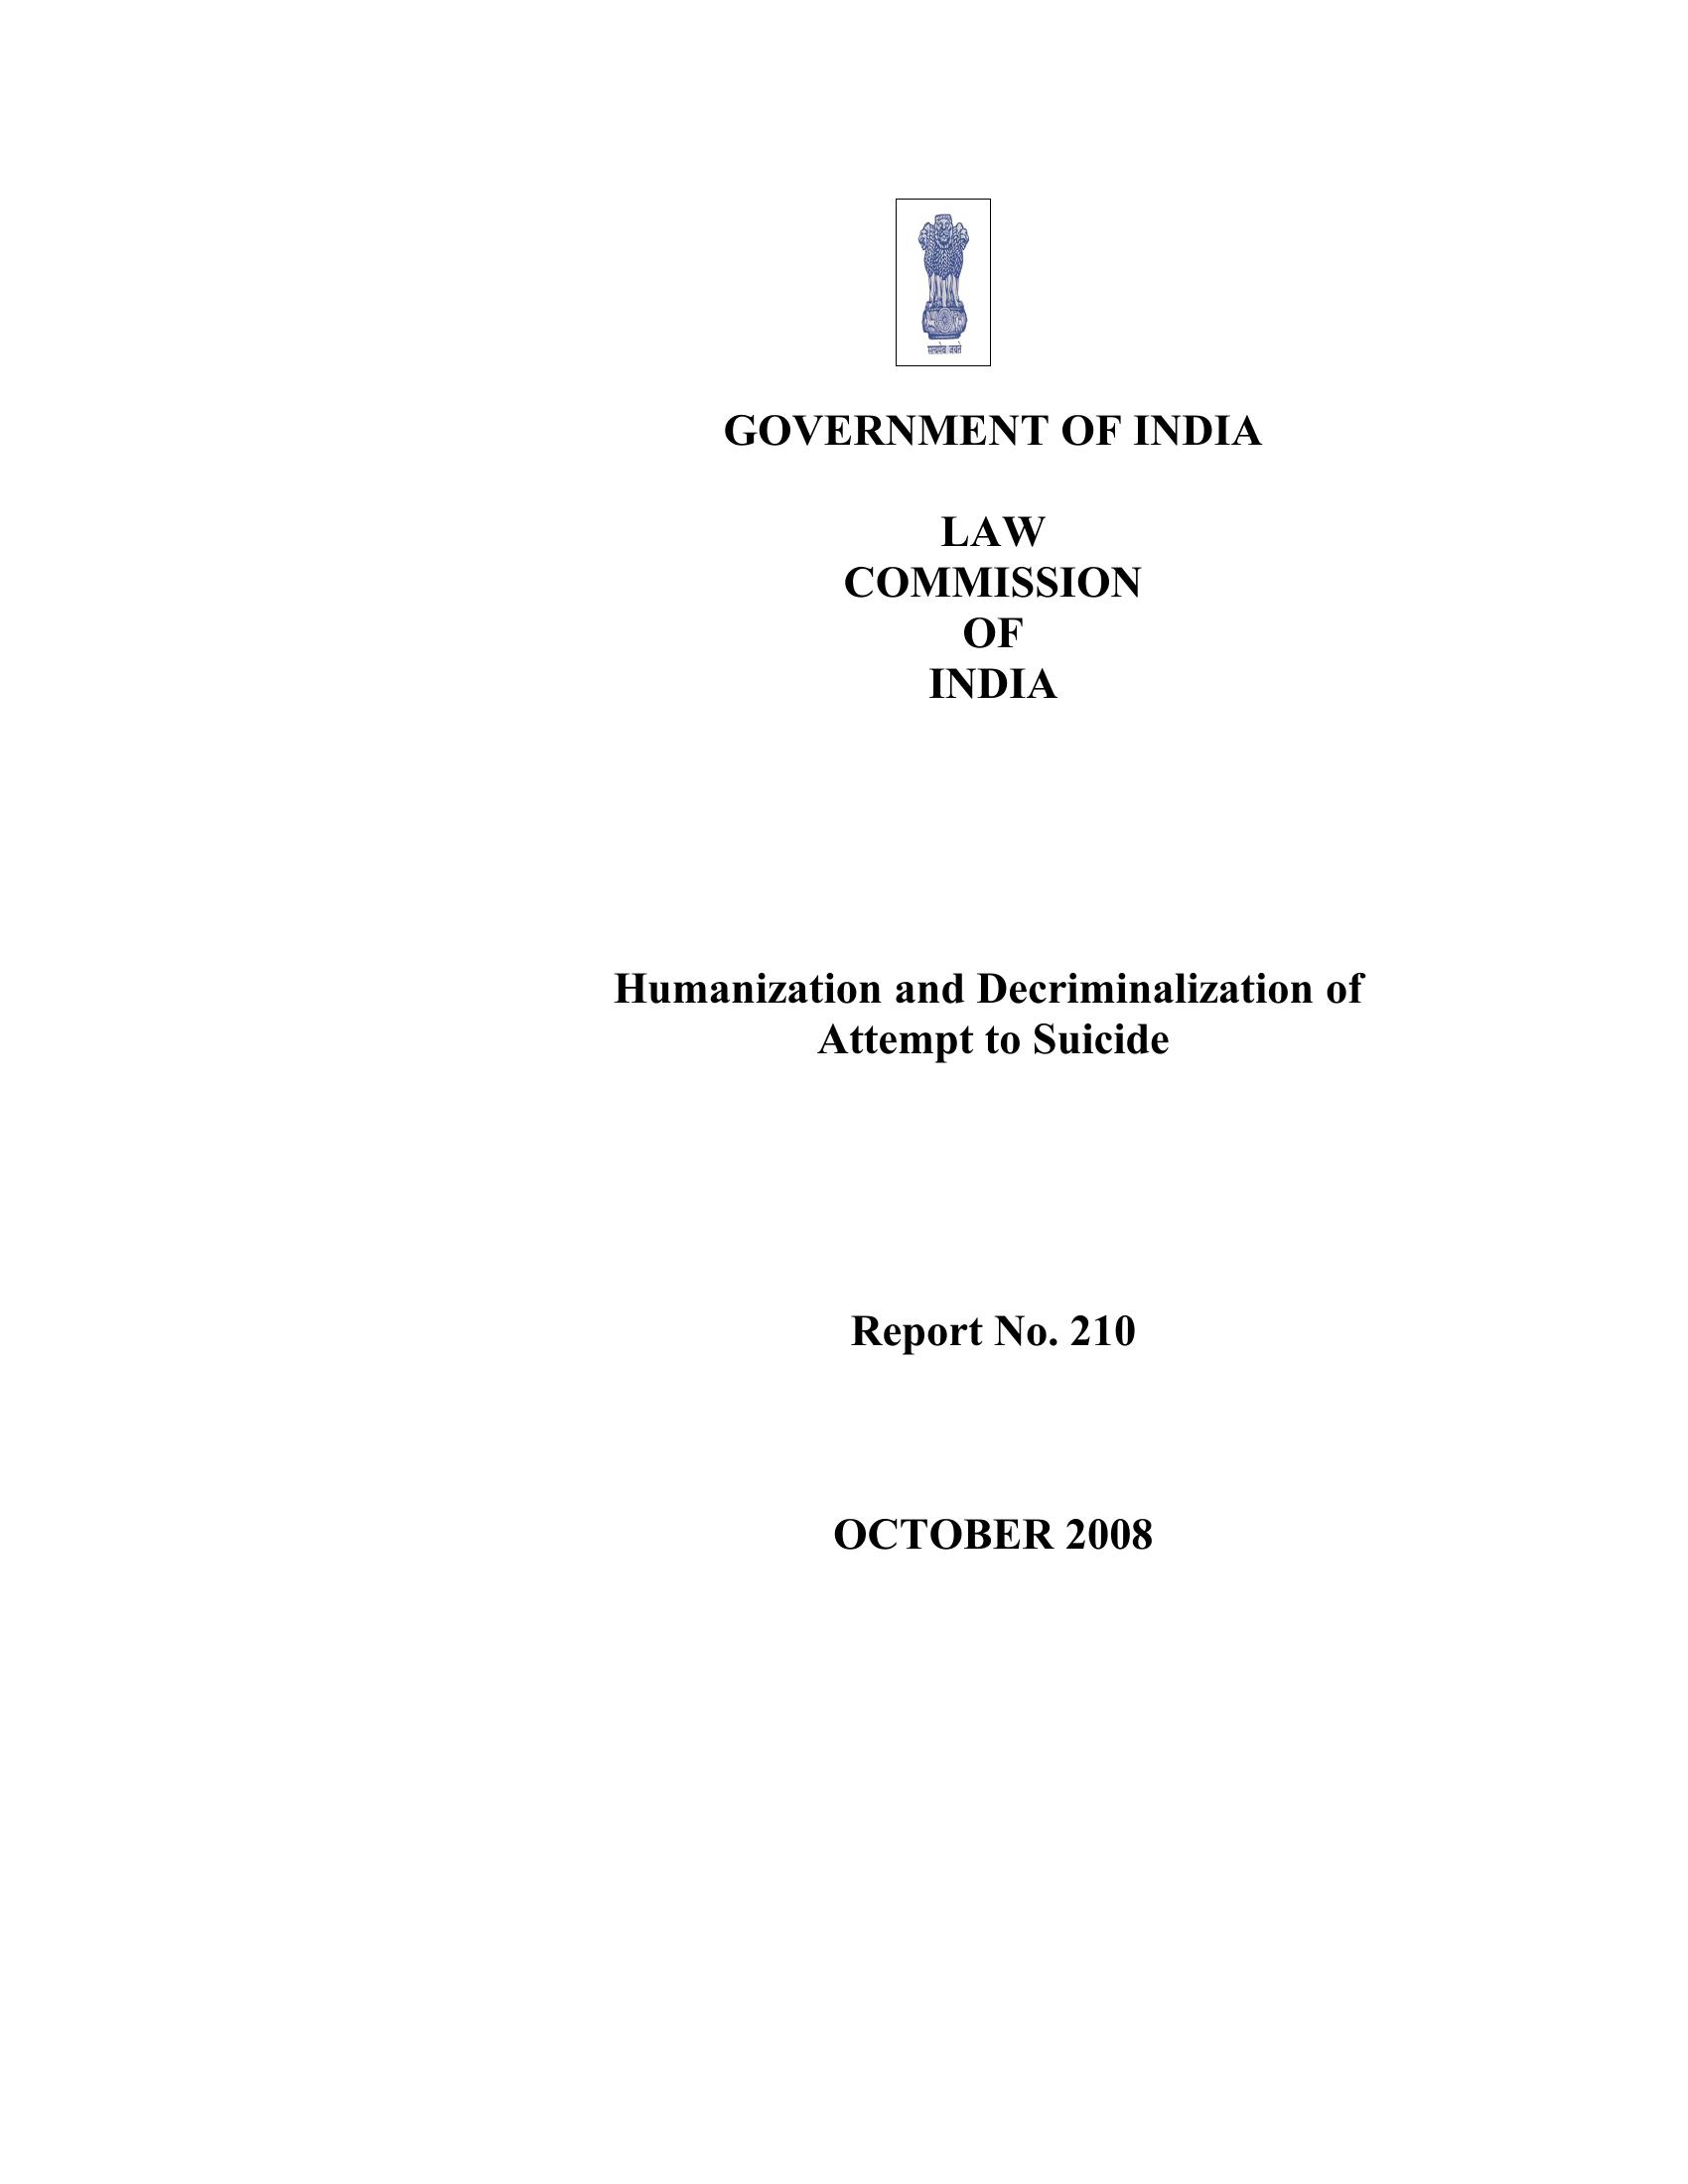 सत्यमेव जयते
GOVERNMENT OF INDIA
LAW
COMMISSION
OF
INDIA
Humanization and Decriminalization of
Attempt to Suicide
Report No. 210
OCTOBER 2008